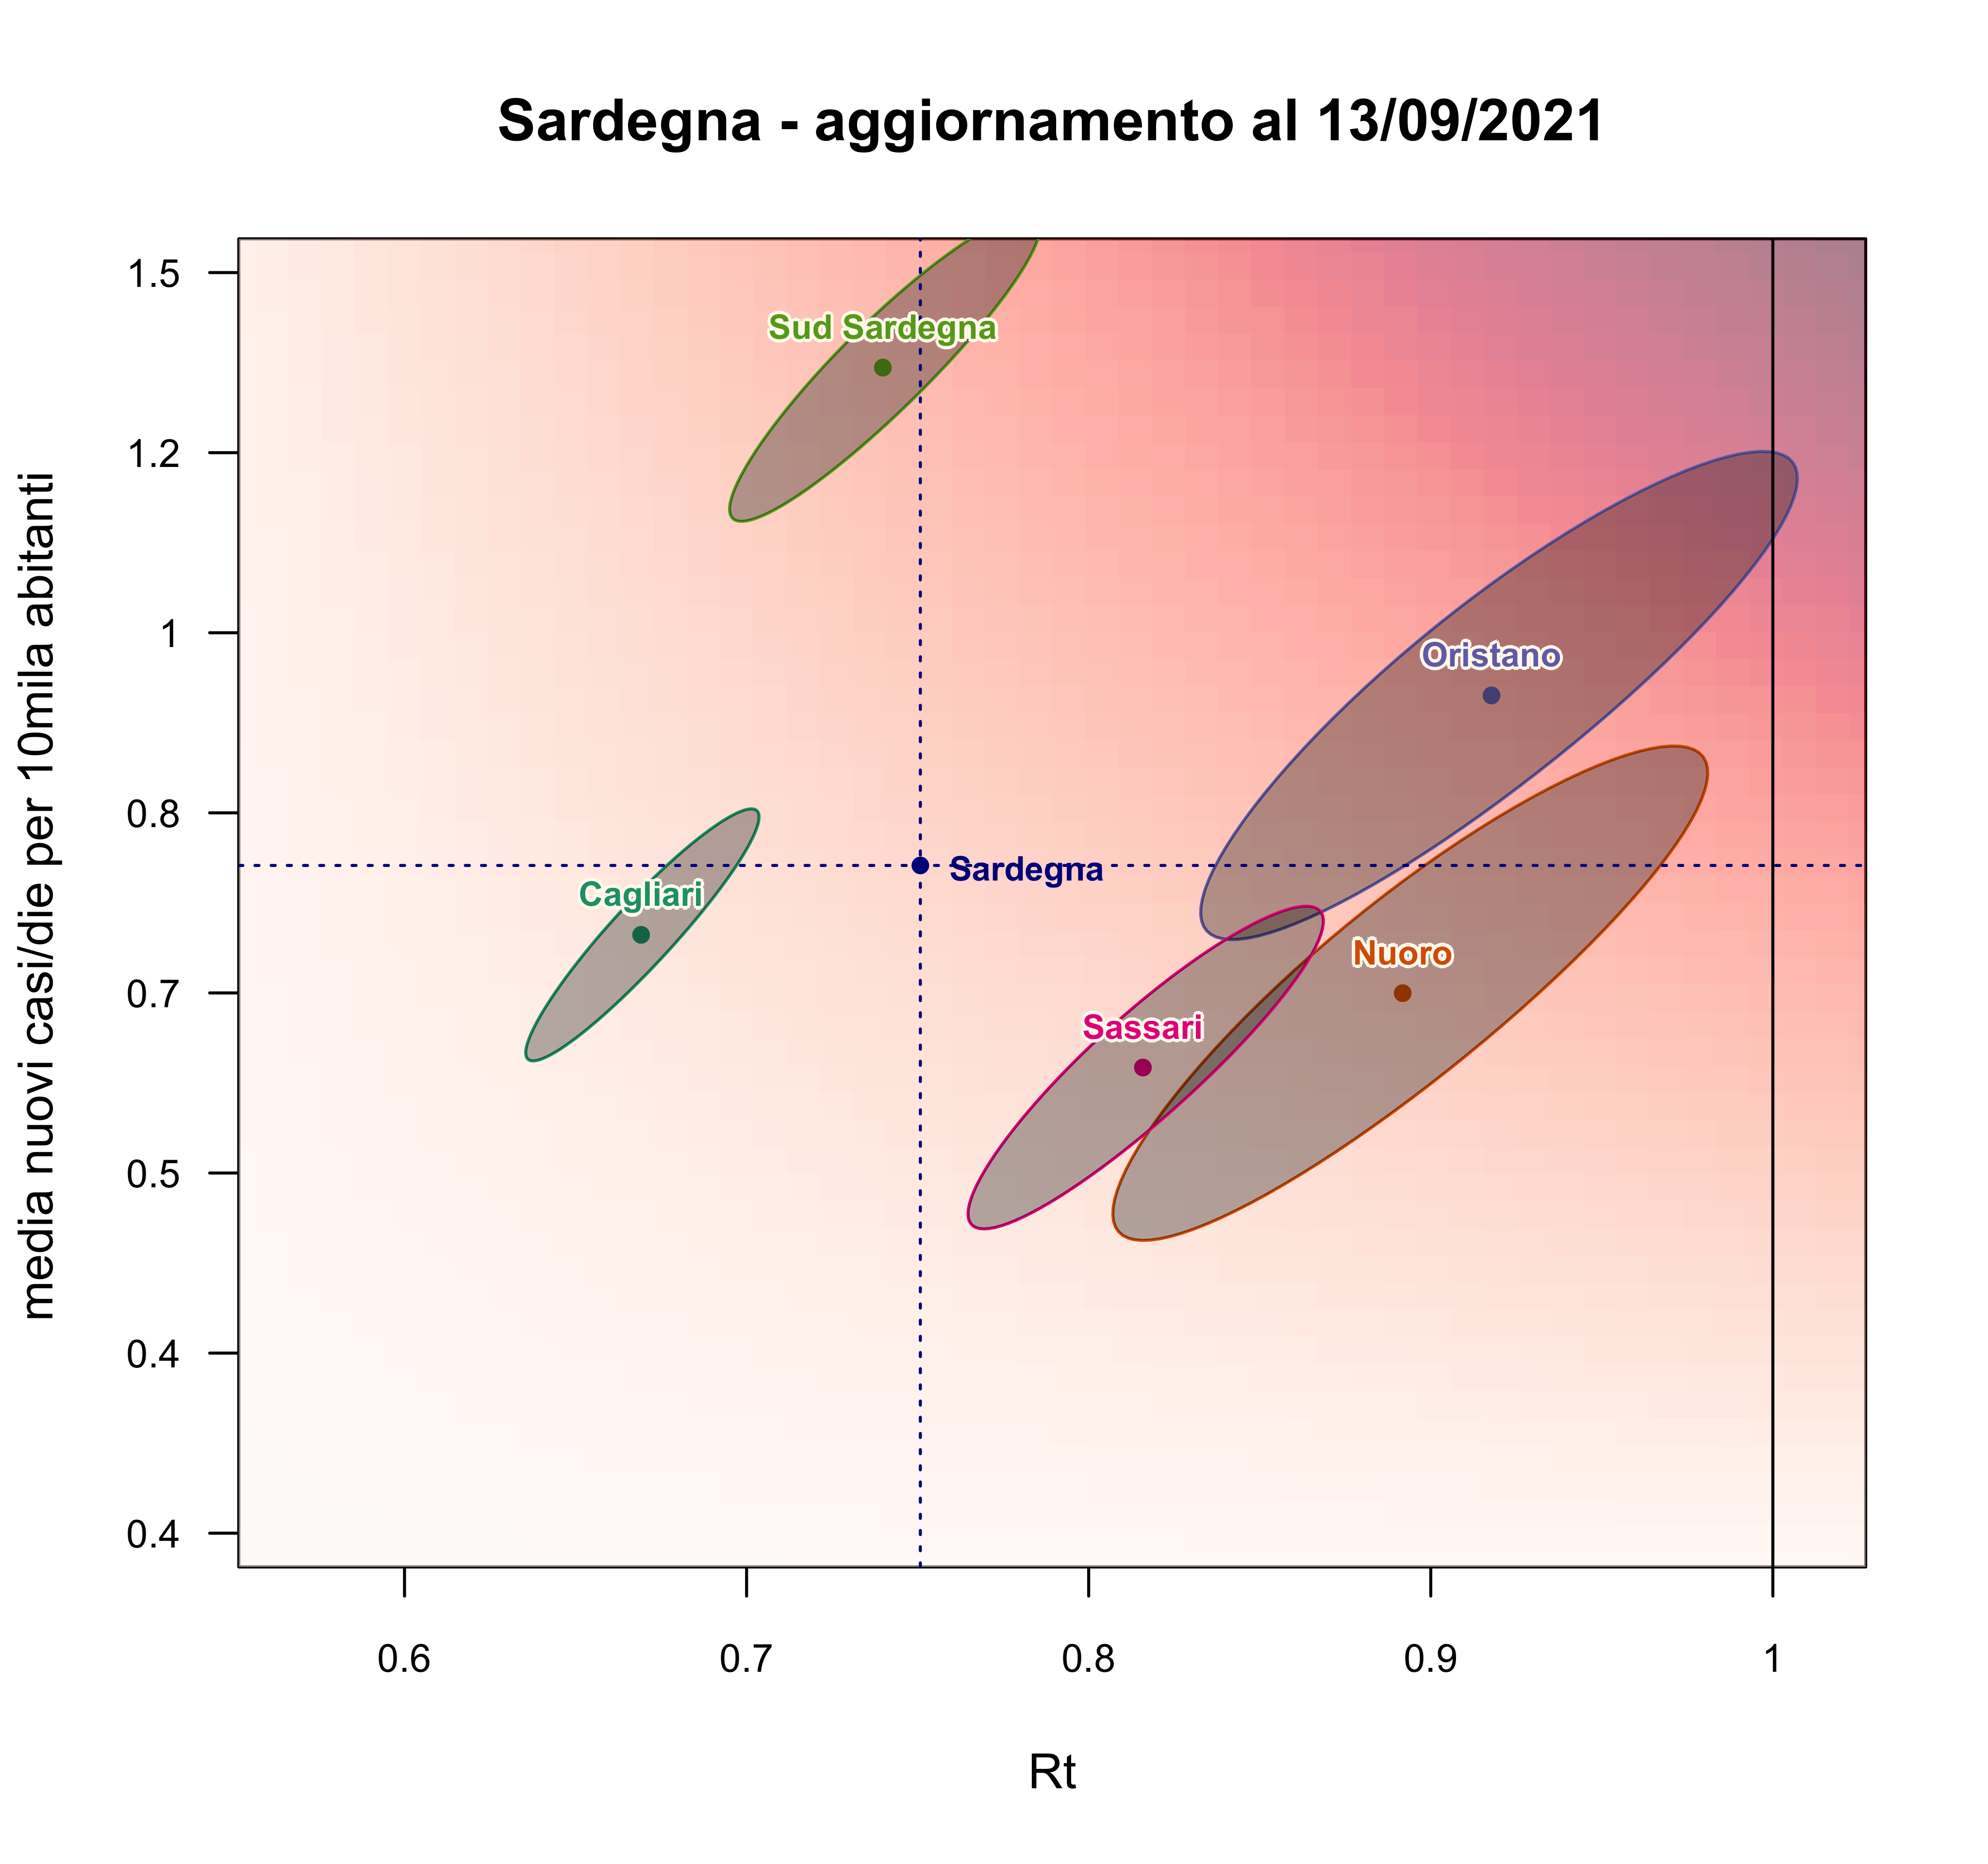 Sardegna - aggiornamento al 13/09/2021
media nuovi casi/die per 10mila abitanti
1.5
1.2
1
0.8
0.7
0.5
0.4
0.4
Sud Sardegna
Oristano
Sardegna
Cagliari
Nuoro
Sassari
0.6
0.7
0.8
0.9
1
Rt